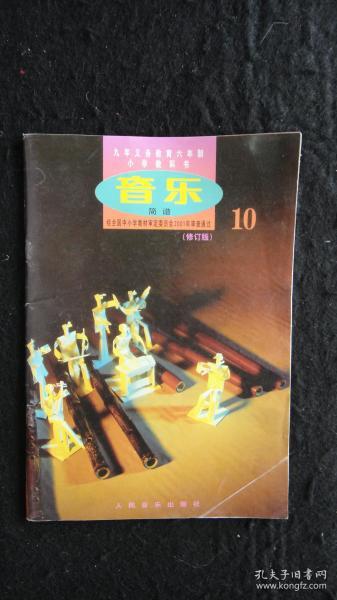 九年义务教育六年制
小学教科书
音乐
简谱
经全国中小学教材审定委员会2001年审查通过
10
(修订版)
人民音乐出版社
孔夫子旧书网